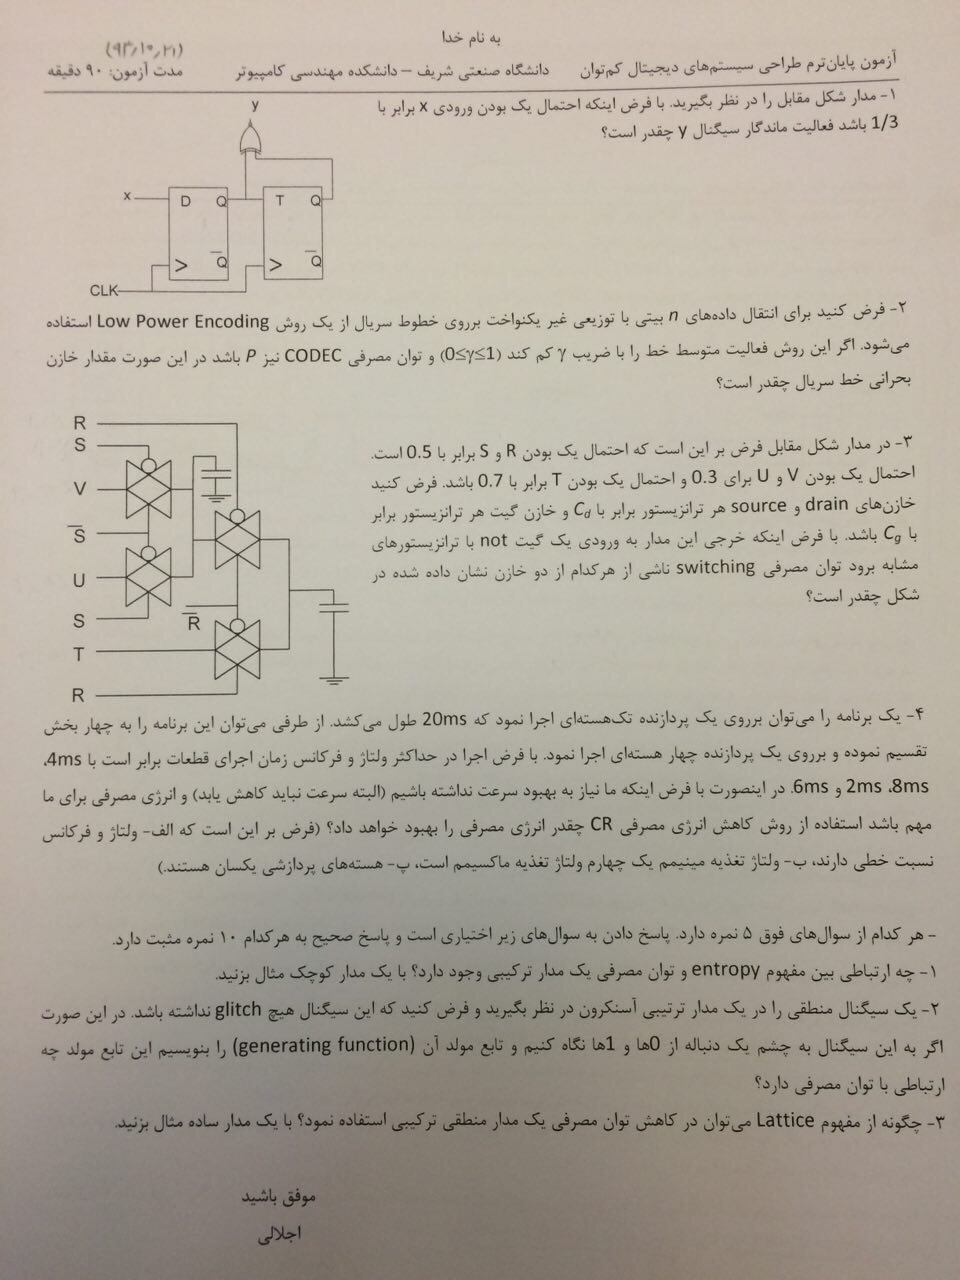 به نام خدا
(۹۳/۱۰/۲۱)
آزمون پایان‌ترم طراحی سیستم‌های دیجیتال کم‌توان دانشگاه صنعتی شریف – دانشکده مهندسی کامپیوتر مدت آزمون: ۹۰ دقیقه
۱- مدار شکل مقابل را در نظر بگیرید. با فرض اینکه احتمال یک بودن ورودی x برابر با
1/3 باشد فعالیت ماندگار سیگنال y چقدر است؟
y
x
D Q T Q
Q̅ Q̅
CLK
۲- فرض کنید برای انتقال داده‌های n بیتی با توزیعی غیر یکنواخت برروی خطوط سریال از یک روش Low Power Encoding استفاده
می‌شود. اگر این روش فعالیت متوسط خط را با ضریب γ کم کند (0≤γ≤1) و توان مصرفی CODEC نیز P باشد در این صورت مقدار خازن
بحرانی خط سریال چقدر است؟
۳- در مدار شکل مقابل فرض بر این است که احتمال یک بودن R و S برابر با 0.5 است.
احتمال یک بودن V و U برای 0.3 و احتمال یک بودن T برابر با 0.7 باشد. فرض کنید
خازن‌های drain و source هر ترانزیستور برابر با Cd و خازن گیت هر ترانزیستور برابر
با Cg باشد. با فرض اینکه خرجی این مدار به ورودی یک گیت not با ترانزیستورهای
مشابه برود توان مصرفی switching ناشی از هرکدام از دو خازن نشان داده شده در
شکل چقدر است؟
R
S
V
S̅
U
S
R̅
T
R
۴- یک برنامه را می‌توان برروی یک پردازنده تک‌هسته‌ای اجرا نمود که 20ms طول می‌کشد. از طرفی می‌توان این برنامه را به چهار بخش
تقسیم نموده و برروی یک پردازنده چهار هسته‌ای اجرا نمود. با فرض اجرا در حداکثر ولتاژ و فرکانس زمان اجرای قطعات برابر است با 4ms،
8ms، 2ms و 6ms. در اینصورت با فرض اینکه ما نیاز به بهبود سرعت نداشته باشیم (البته سرعت نباید کاهش یابد) و انرژی مصرفی برای ما
مهم باشد استفاده از روش کاهش انرژی مصرفی CR چقدر انرژی مصرفی را بهبود خواهد داد؟ (فرض بر این است که الف- ولتاژ و فرکانس
نسبت خطی دارند، ب- ولتاژ تغذیه مینیمم یک چهارم ولتاژ تغذیه ماکسیمم است، پ- هسته‌های پردازشی یکسان هستند.)
- هر کدام از سوال‌های فوق ۵ نمره دارد. پاسخ دادن به سوال‌های زیر اختیاری است و پاسخ صحیح به هرکدام ۱۰ نمره مثبت دارد.
۱- چه ارتباطی بین مفهوم entropy و توان مصرفی یک مدار ترکیبی وجود دارد؟ با یک مدار کوچک مثال بزنید.
۲- یک سیگنال منطقی را در یک مدار ترتیبی آسنکرون در نظر بگیرید و فرض کنید که این سیگنال هیچ glitch نداشته باشد. در این صورت
اگر به این سیگنال به چشم یک دنباله از 0ها و 1ها نگاه کنیم و تابع مولد آن (generating function) را بنویسیم این تابع مولد چه
ارتباطی با توان مصرفی دارد؟
۳- چگونه از مفهوم Lattice می‌توان در کاهش توان مصرفی یک مدار منطقی ترکیبی استفاده نمود؟ با یک مدار ساده مثال بزنید.
موفق باشید
اجلالی